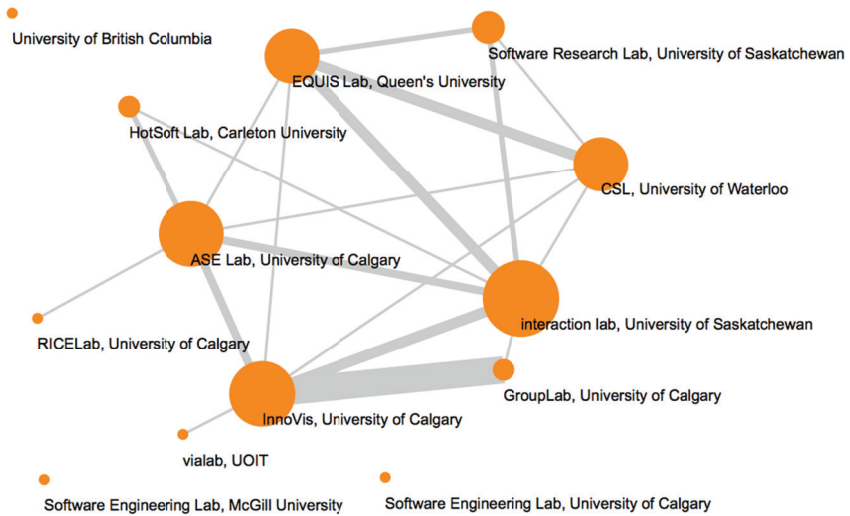 University of British Columbia
Software Research Lab, University of Saskatchewan
EQUIS Lab, Queen's University
HotSoft Lab, Carleton University
CSL, University of Waterloo
ASE Lab, University of Calgary
interaction lab, University of Saskatchewan
RICELab, University of Calgary
GroupLab, University of Calgary
InnoVis, University of Calgary
vialab, UOIT
Software Engineering Lab, McGill University
Software Engineering Lab, University of Calgary